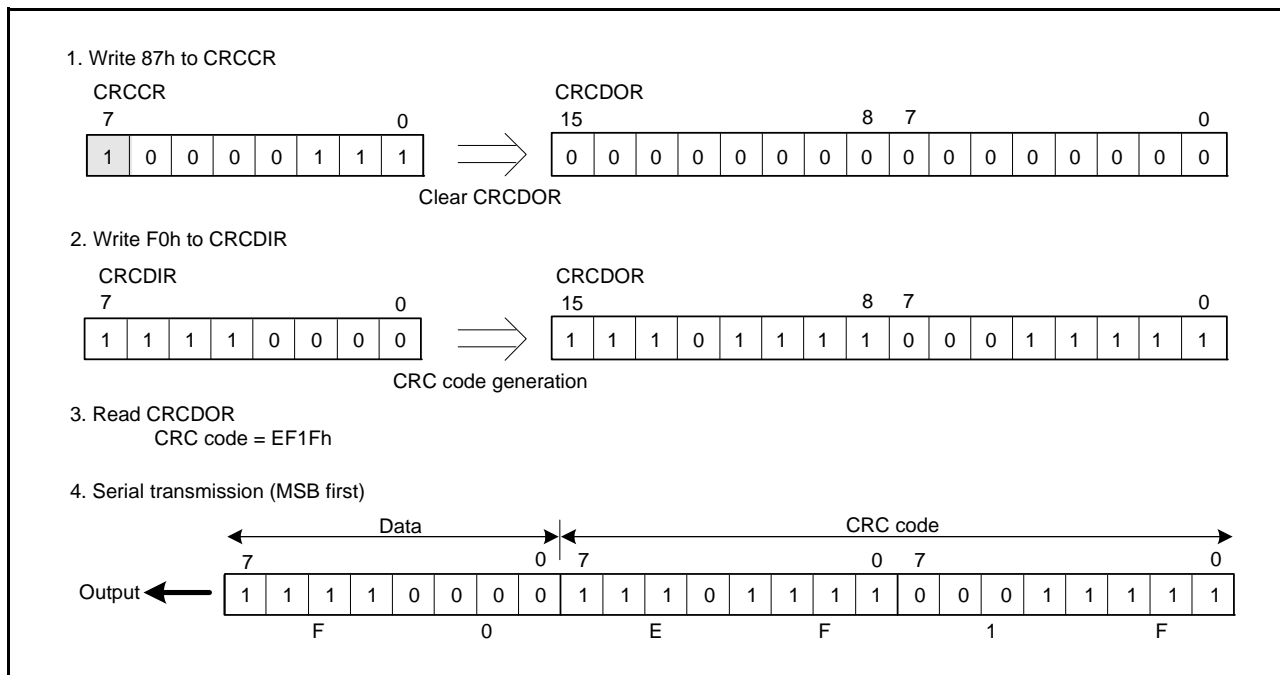 1. Write 87h to CRCCR
CRCCR CRCDOR
7 0 15 8 7 0
1 0 0 0 0 1 1 1 0 0 0 0 0 0 0 0 0 0 0 0 0 0 0 0
Clear CRCDOR
2. Write F0h to CRCDIR
CRCDIR CRCDOR
7 0 15 8 7 0
1 1 1 1 0 0 0 0 1 1 1 0 1 1 1 1 0 0 0 1 1 1 1 1
CRC code generation
3. Read CRCDOR
CRC code = EF1Fh
4. Serial transmission (MSB first)
Data CRC code
7 0 7 0 7 0
Output 1 1 1 1 0 0 0 0 1 1 1 0 1 1 1 1 0 0 0 1 1 1 1 1
F 0 E F 1 F